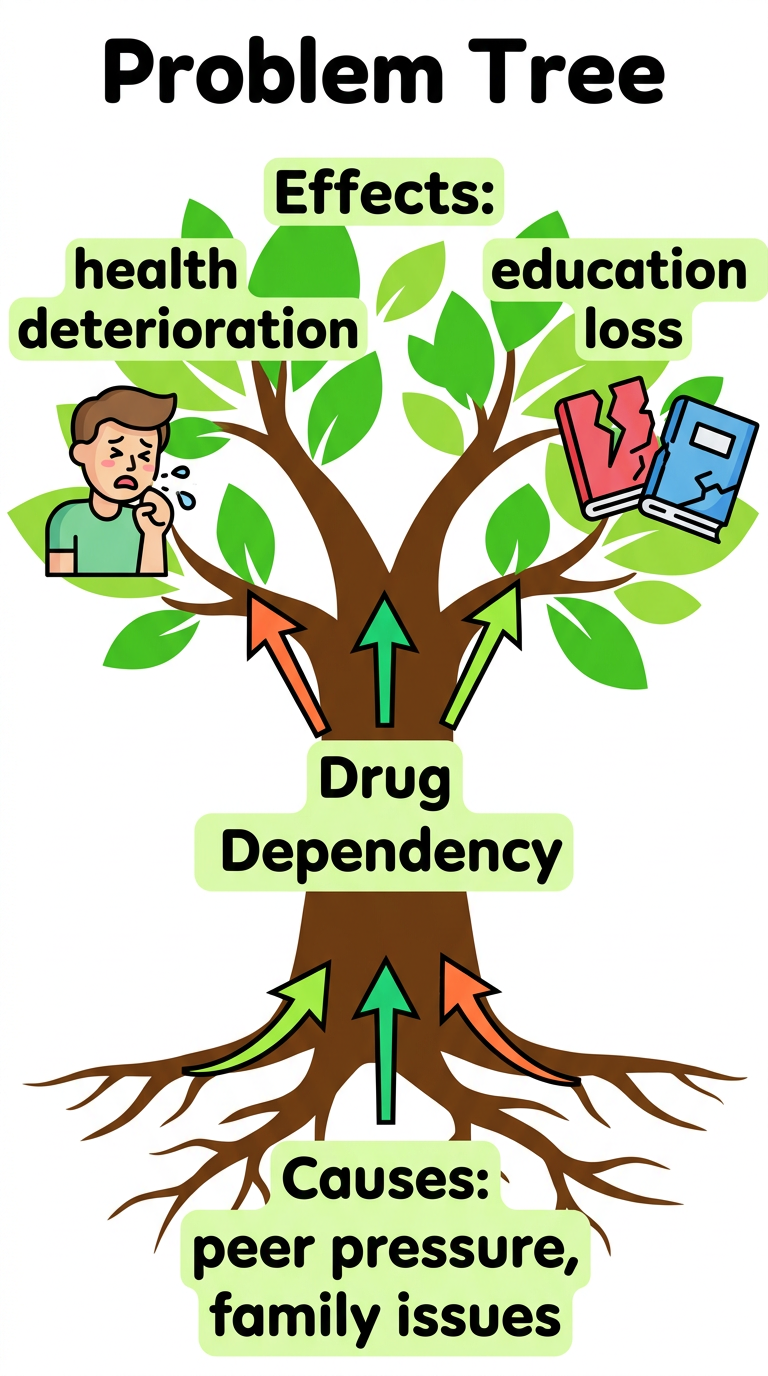 Problem Tree
Effects:
health
deterioration
education
loss
Drug
Dependency
Causes:
peer pressure,
family issues